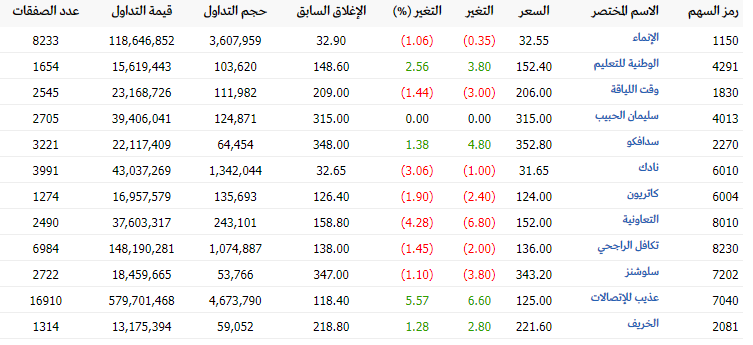 رمز السهم الاسم المختصر السعر التغير التغير (%) الإغلاق السابق حجم التداول قيمة التداول عدد الصفقات
1150 الإنماء 32.55 (0.35) (1.06) 32.90 3,607,959 118,646,852 8233
4291 الوطنية للتعليم 152.40 3.80 2.56 148.60 103,620 15,619,443 1654
1830 وقت اللياقة 206.00 (3.00) (1.44) 209.00 111,982 23,168,726 2545
4013 سليمان الحبيب 315.00 0.00 0.00 315.00 124,871 39,406,041 2705
2270 سدافكو 352.80 4.80 1.38 348.00 64,454 22,117,409 3221
6010 نادك 31.65 (1.00) (3.06) 32.65 1,342,044 43,037,269 3991
6004 كاتريون 124.00 (2.40) (1.90) 126.40 135,693 16,957,579 1274
8010 التعاونية 152.00 (6.80) (4.28) 158.80 243,101 37,603,317 2490
8230 تكافل الراجحي 136.00 (2.00) (1.45) 138.00 1,074,887 148,190,281 6984
7202 سلوشنز 343.20 (3.80) (1.10) 347.00 53,766 18,459,665 2722
7040 عذيب للإتصالات 125.00 6.60 5.57 118.40 4,673,790 579,701,468 16910
2081 الخريف 221.60 2.80 1.28 218.80 59,052 13,175,394 1314